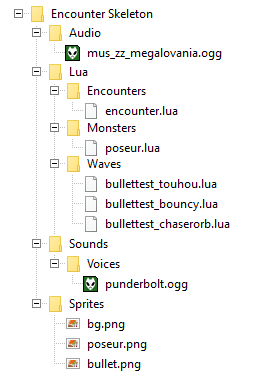 Encounter Skeleton
Audio
mus_zz_megalovania.ogg
Lua
Encounters
encounter.lua
Monsters
poseur.lua
Waves
bullettest_touhou.lua
bullettest_bouncy.lua
bullettest_chaserorb.lua
Sounds
Voices
punderbolt.ogg
Sprites
bg.png
poseur.png
bullet.png